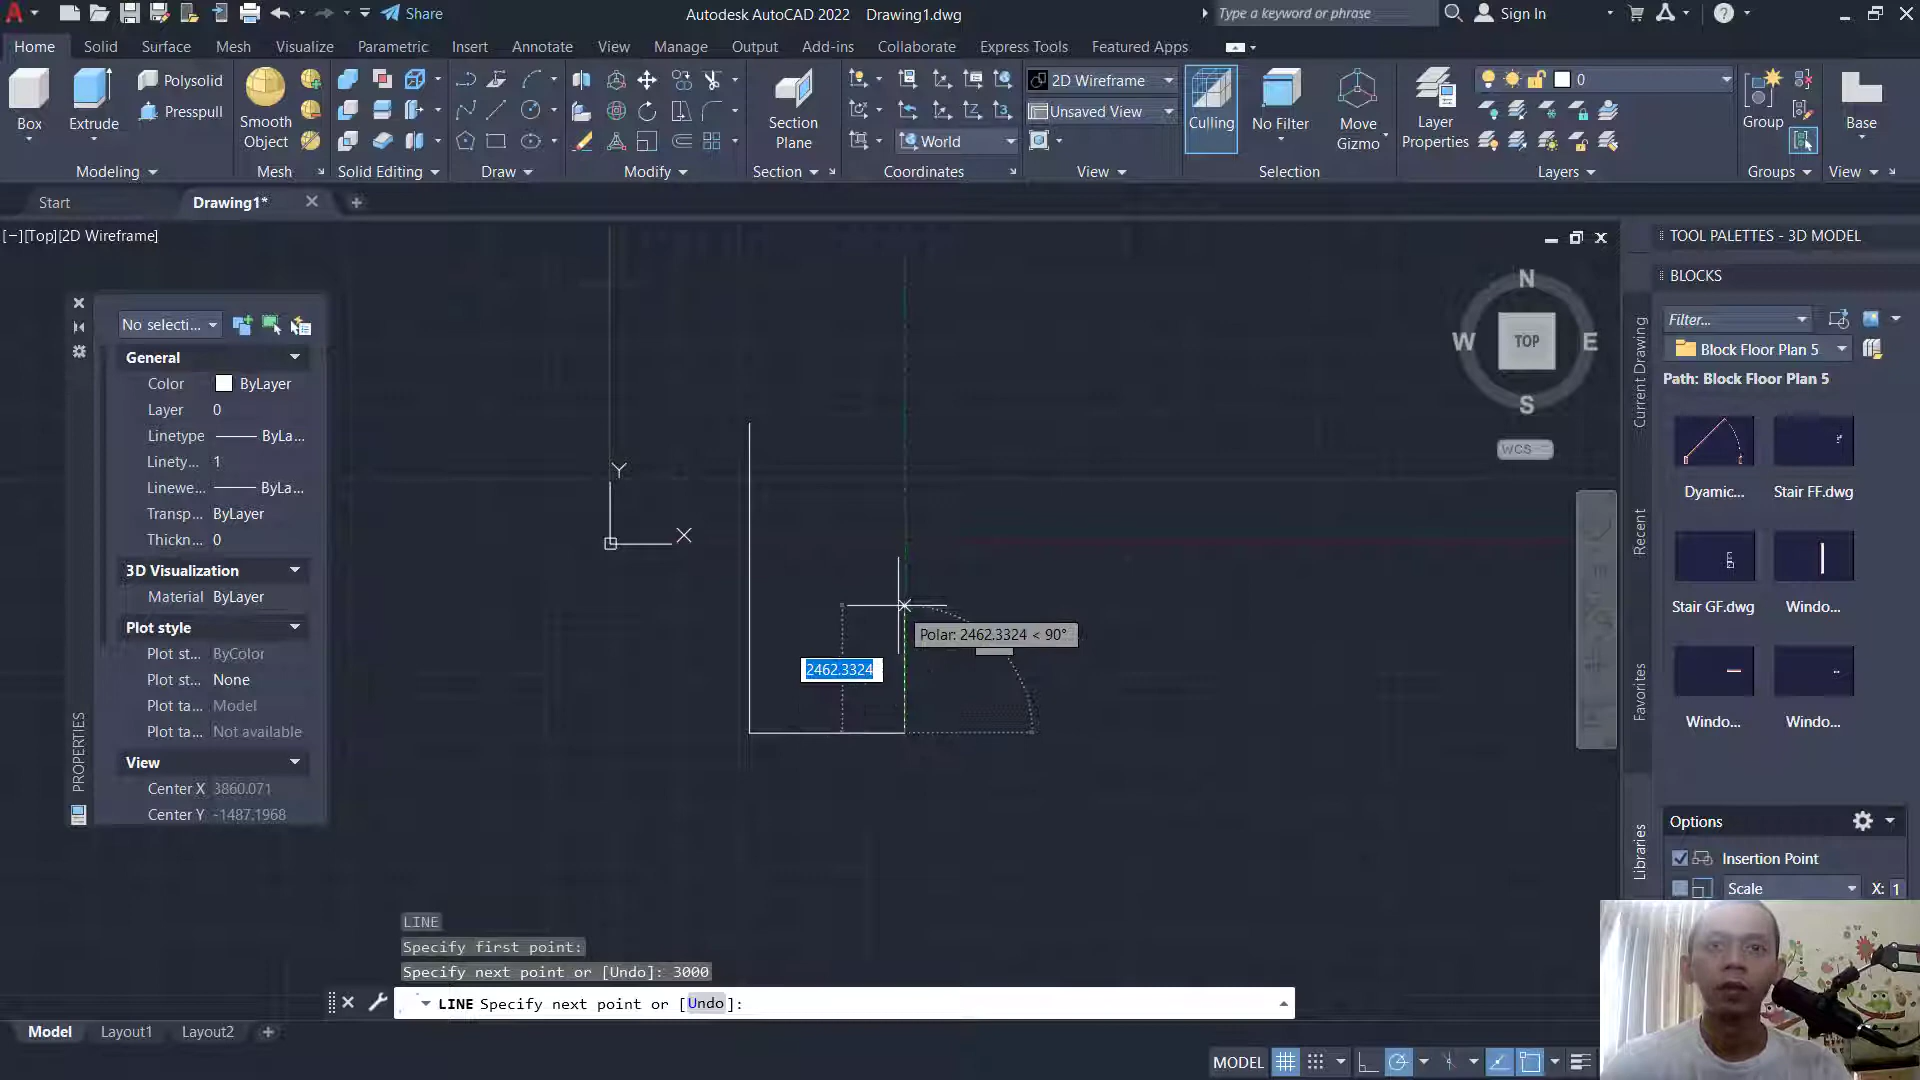 Share
Autodesk AutoCAD 2022 Drawing1.dwg
Type a keyword or phrase
Sign In
Home Solid Surface Mesh Visualize Parametric Insert Annotate View Manage Output Add-ins Collaborate Express Tools Featured Apps
Box
Extrude
Polysolid
Presspull
Smooth
Object
Section
Plane
World
2D Wireframe
Unsaved View
Culling
No Filter
Move
Gizmo
Layer
Properties
0
Group
Base
Modeling
Mesh
Solid Editing
Draw
Modify
Section
Coordinates
View
Selection
Layers
Groups
View
Start
Drawing1*
[−][Top][2D Wireframe]
No selecti...
General
Color ByLayer
Layer 0
Linetype ByLa...
Linety... 1
Linewe... ByLa...
Transp... ByLayer
Thickn... 0
3D Visualization
Material ByLayer
Plot style
Plot st... ByColor
Plot st... None
Plot ta... Model
Plot ta... Not available
View
Center X 3860.071
Center Y -1487.1968
PROPERTIES
Y
X
Polar: 2462.3324 < 90°
2462.3324
N
W
TOP
E
S
WCS
TOOL PALETTES - 3D MODEL
BLOCKS
Filter...
Block Floor Plan 5
Path: Block Floor Plan 5
Dyamic...
Stair FF.dwg
Stair GF.dwg
Windo...
Windo...
Windo...
Current Drawing
Recent
Favorites
Libraries
Options
Insertion Point
Scale
X: 1
LINE
Specify first point:
Specify next point or [Undo]: 3000
LINE Specify next point or [Undo]:
Model Layout1 Layout2
MODEL